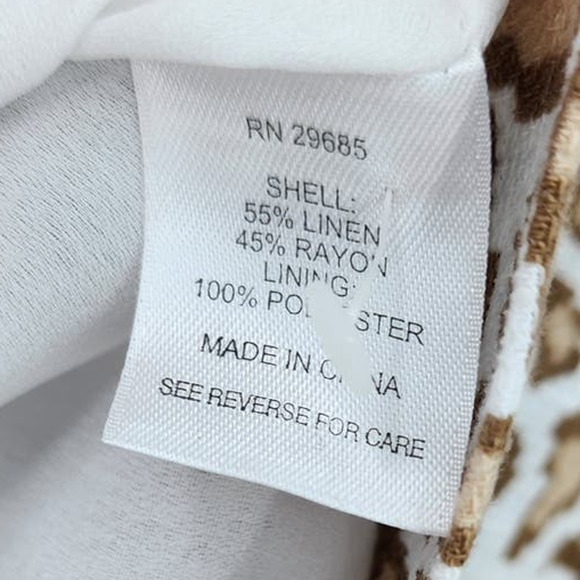 RN 29685
SHELL:
55% LINEN
45% RAYON
LINING:
100% POLYESTER
MADE IN CHINA
SEE REVERSE FOR CARE